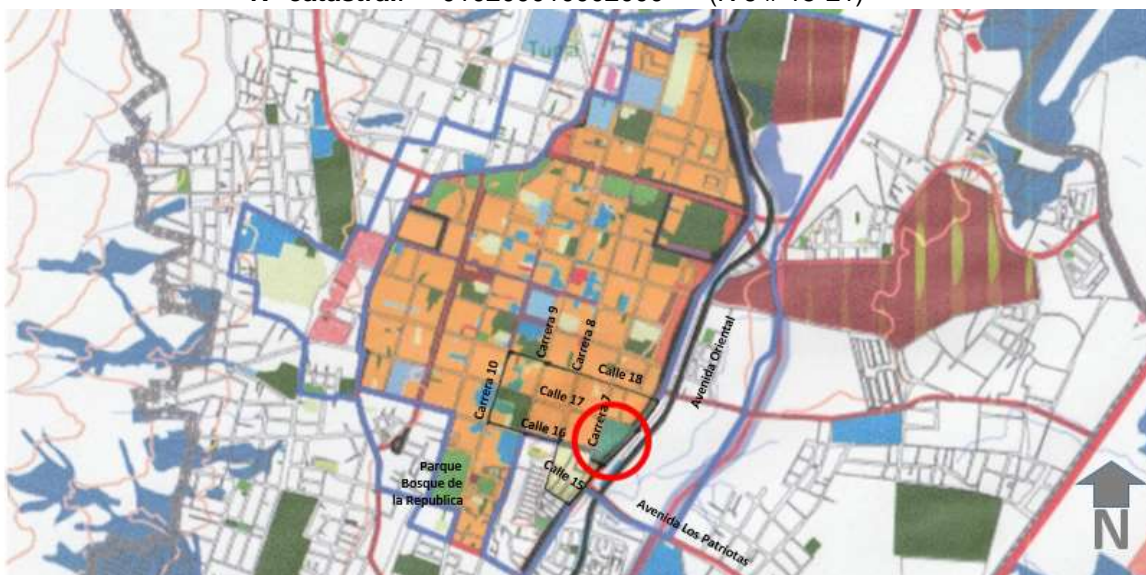 catastral:
Tunja
Carrera 9
Carrera 8
Calle 18
Carrera 10
Calle 17
Carrera 7
Calle 16
Avenida Oriental
Calle 15
Parque
Bosque de
la Republica
Avenida Los Patriotas
N